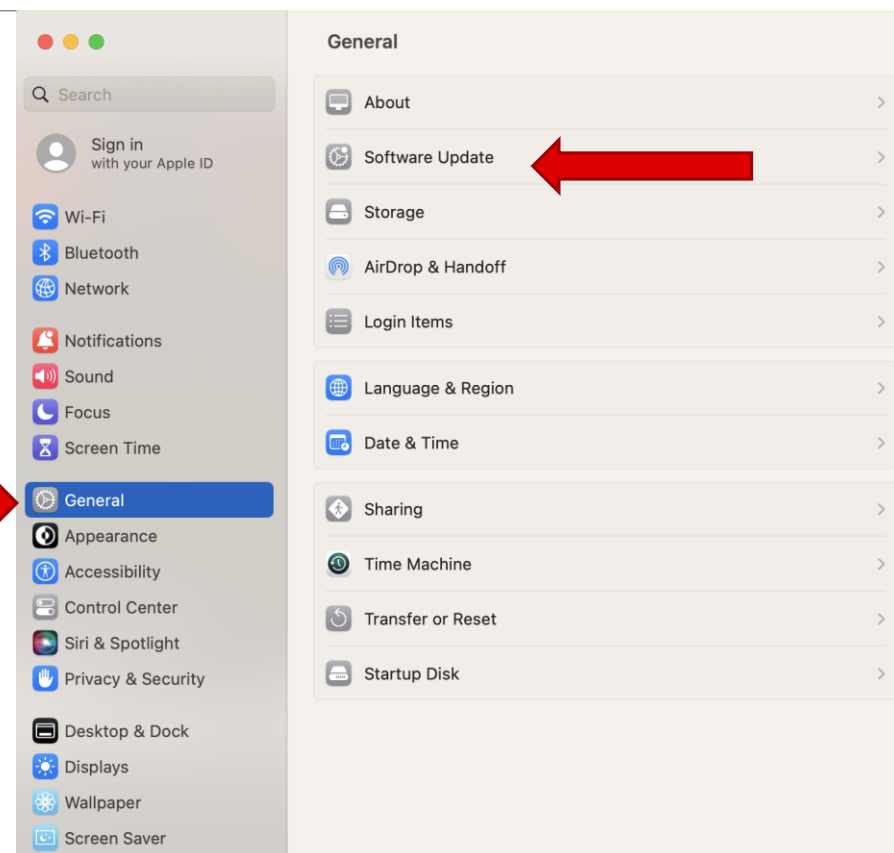 Search
Sign in
with your Apple ID
Wi-Fi
Bluetooth
Network
Notifications
Sound
Focus
Screen Time
General
Appearance
Accessibility
Control Center
Siri & Spotlight
Privacy & Security
Desktop & Dock
Displays
Wallpaper
Screen Saver
General
About
Software Update
Storage
AirDrop & Handoff
Login Items
Language & Region
Date & Time
Sharing
Time Machine
Transfer or Reset
Startup Disk